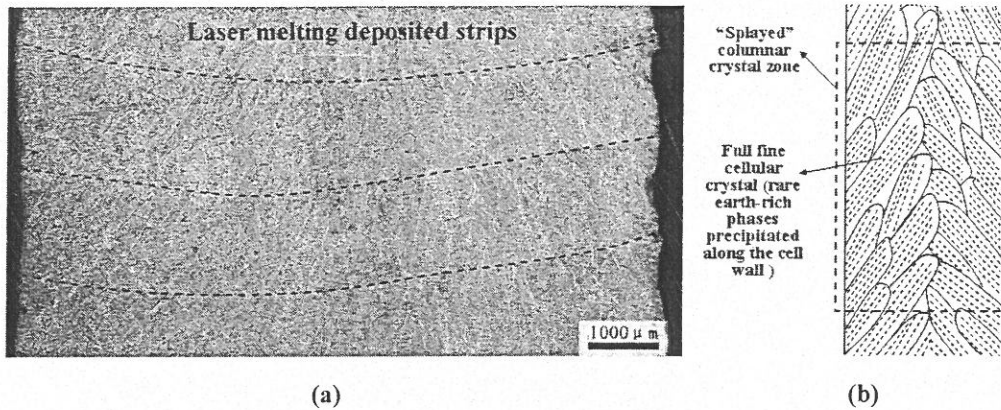 Laser melting deposited strips
1000 μm
(a)
“Splayed”
columnar
crystal zone
Full fine
cellular
crystal (rare
earth-rich
phases
precipitated
along the cell
wall )
(b)